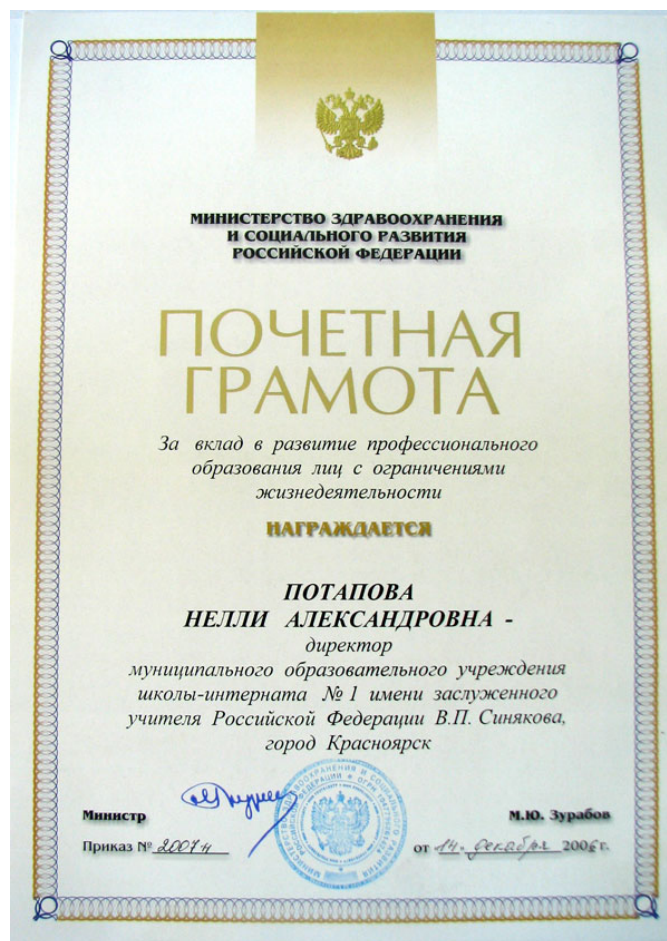 МИНИСТЕРСТВО ЗДРАВООХРАНЕНИЯ
И СОЦИАЛЬНОГО РАЗВИТИЯ
РОССИЙСКОЙ ФЕДЕРАЦИИ
ПОЧЕТНАЯ
ГРАМОТА
За вклад в развитие профессионального
образования лиц с ограничениями
жизнедеятельности
НАГРАЖДАЕТСЯ
ПОТАПОВА
НЕЛЛИ АЛЕКСАНДРОВНА -
директор
муниципального образовательного учреждения
школы-интерната № 1 имени заслуженного
учителя Российской Федерации В.П. Синякова,
город Красноярск
Министр М.Ю. Зурабов
Приказ № 2007н от 14. декабря 2006 г.